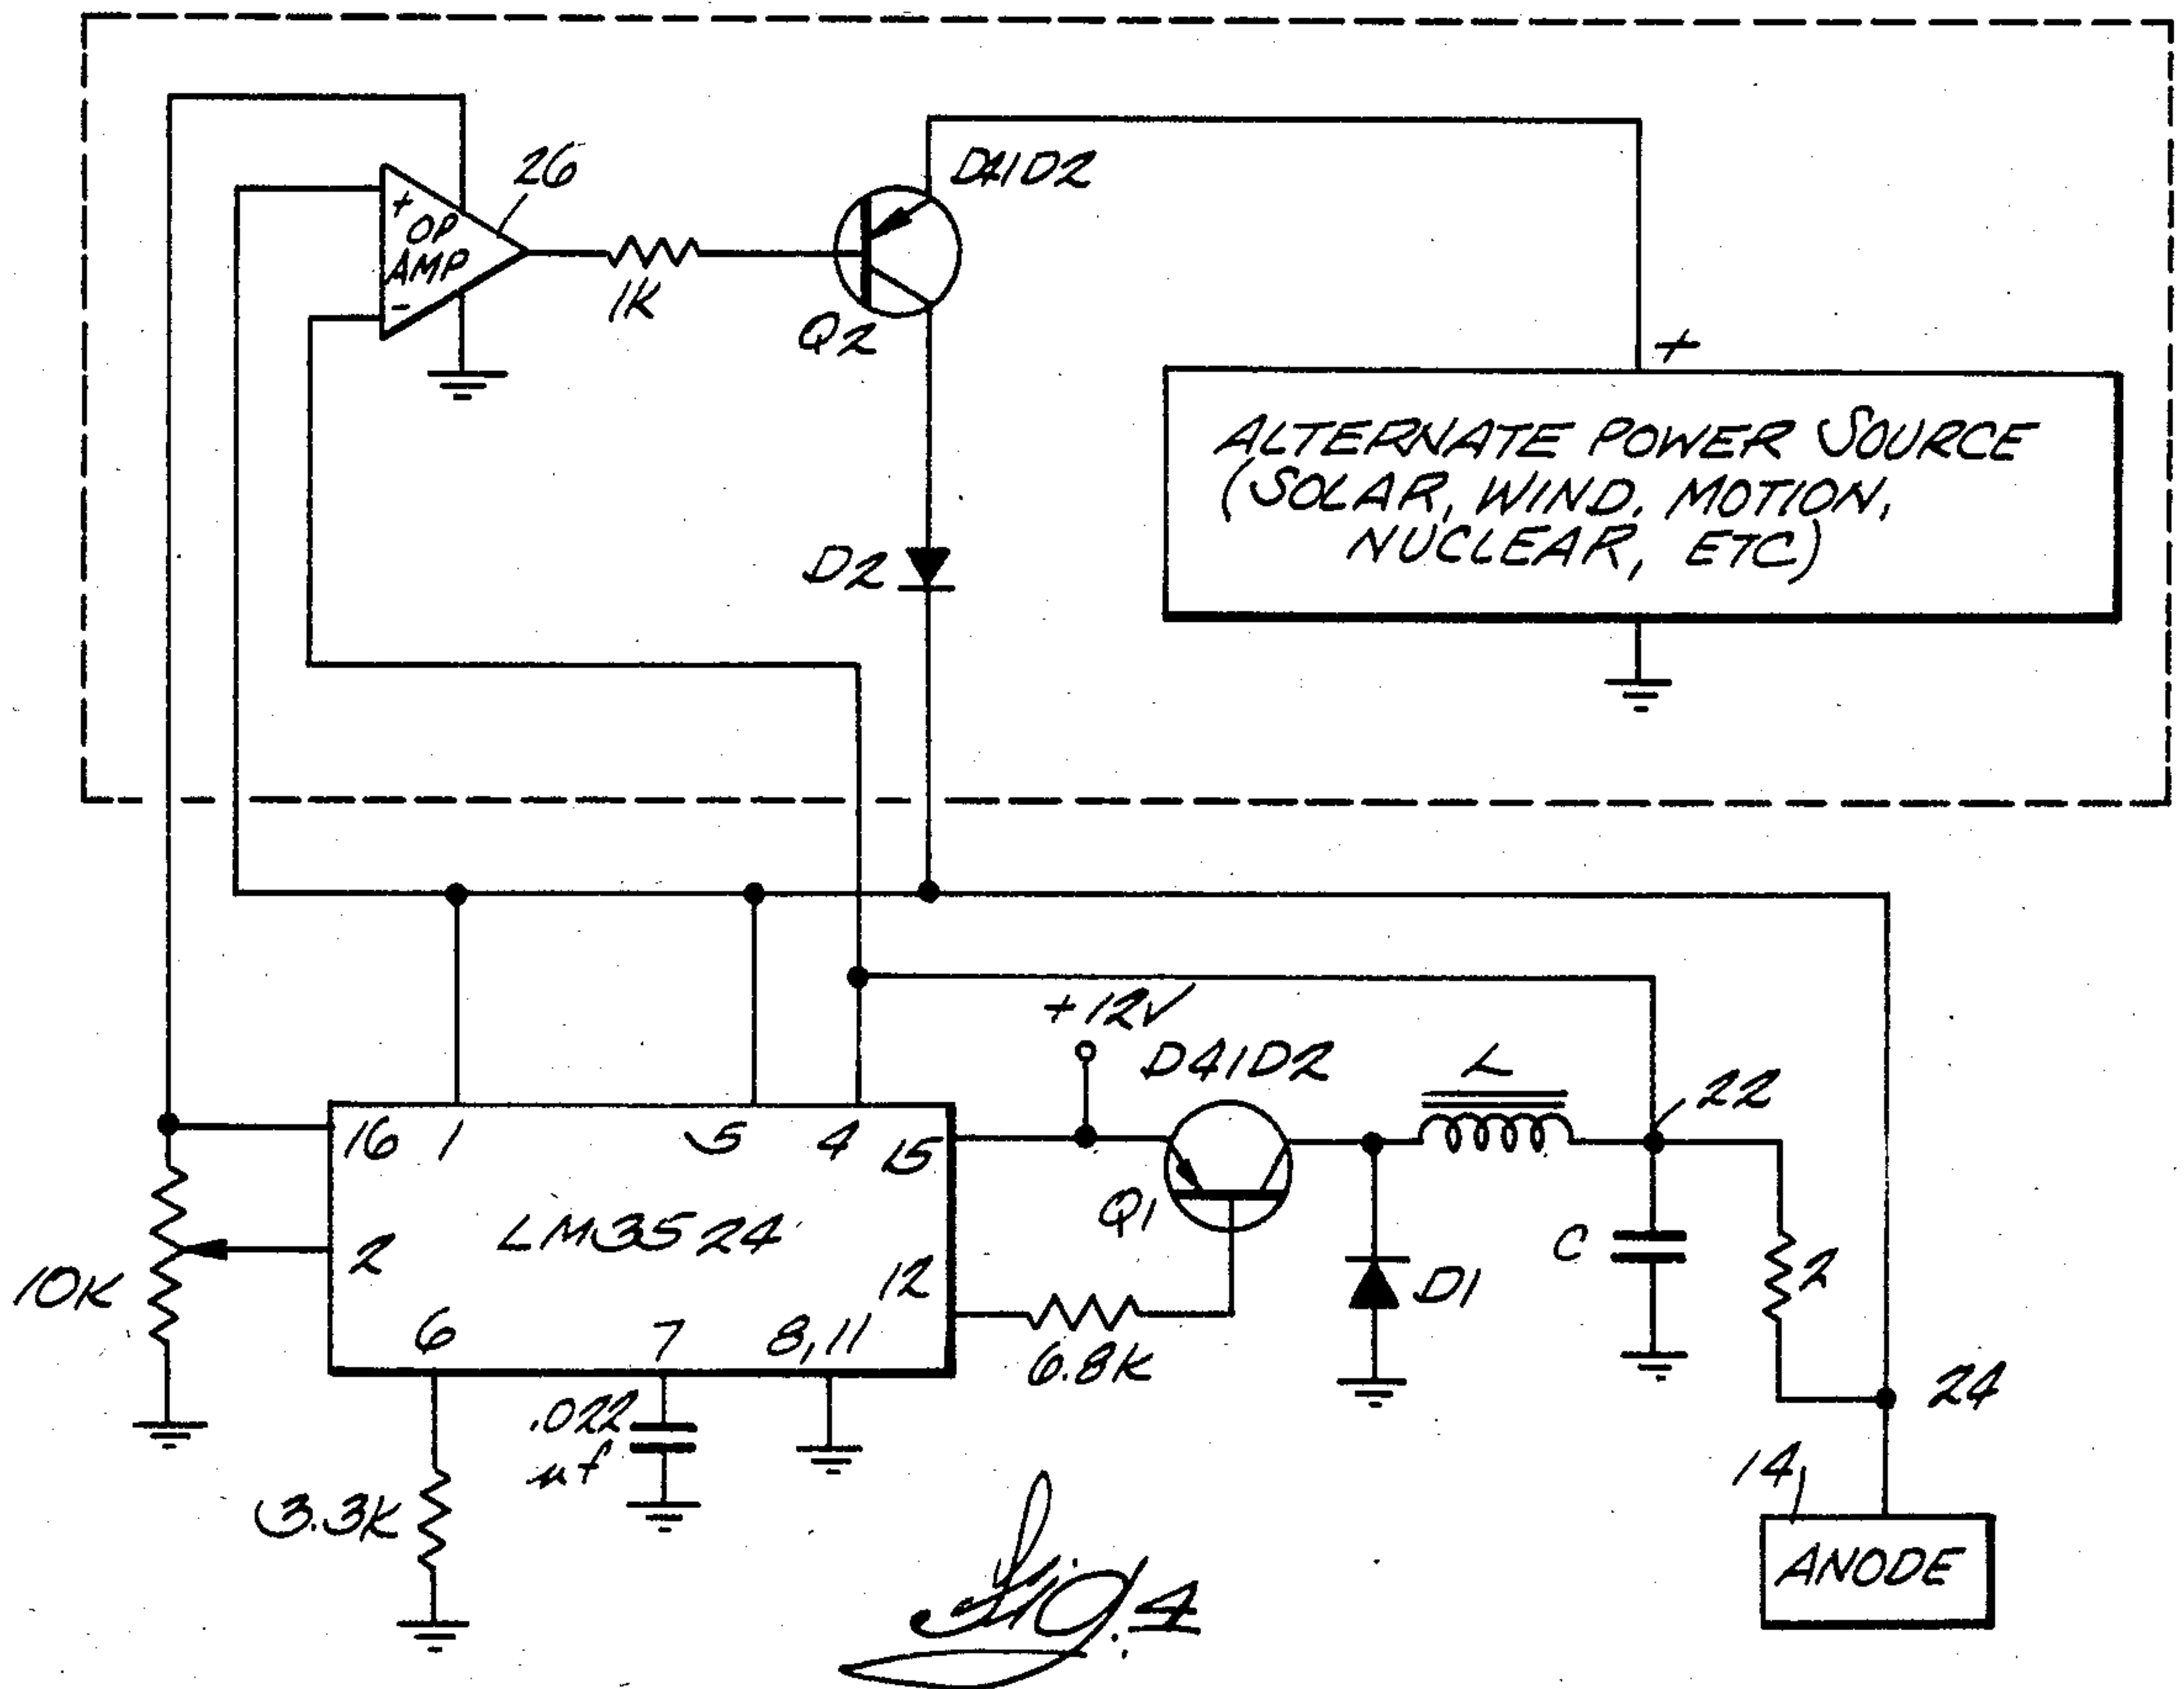 26
D41D2
+
OP
AMP
-
1K
Q2
+
ALTERNATE POWER SOURCE
(SOLAR, WIND, MOTION,
NUCLEAR, ETC)
D2
+12V
D41D2
L
22
16 1 5 4 15
Q1
LM3524
2
12
C
2
10K
D1
6 7 8,11
6.8K
24
.022
µf
14
3.3K
ANODE
Fig. 4